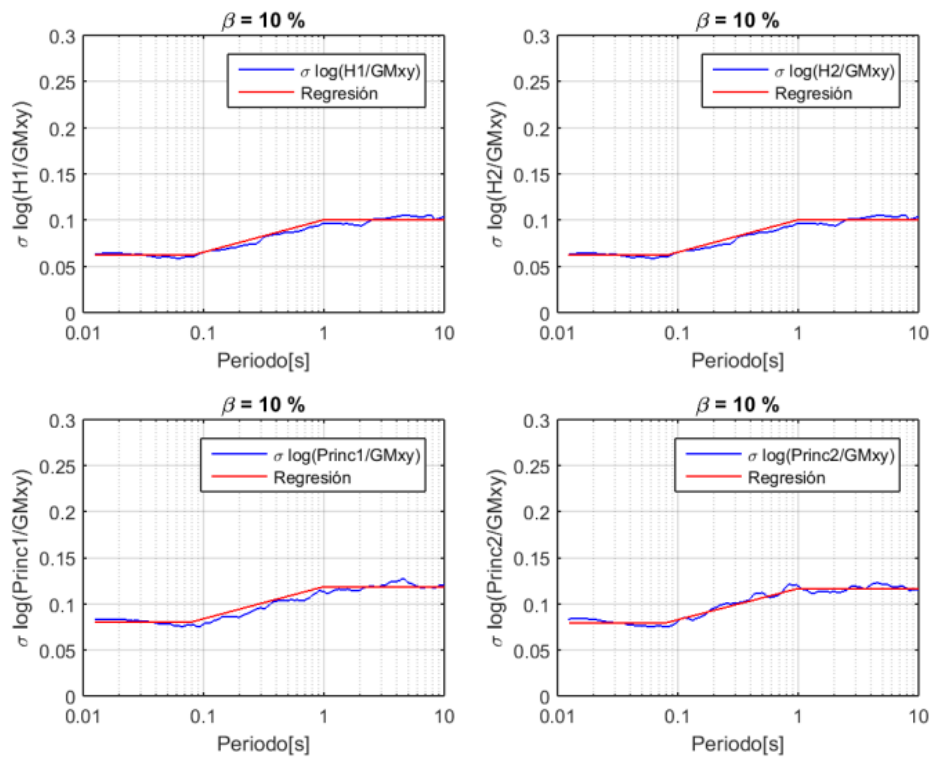 β = 10 %
σ log(H1/GMxy)
0.3
0.25
0.2
0.15
0.1
0.05
0
σ log(H1/GMxy)
Regresión
0.01
0.1
1
10
Periodo[s]
β = 10 %
σ log(H2/GMxy)
0.3
0.25
0.2
0.15
0.1
0.05
0
σ log(H2/GMxy)
Regresión
0.01
0.1
1
10
Periodo[s]
β = 10 %
σ log(Princ1/GMxy)
0.3
0.25
0.2
0.15
0.1
0.05
0
σ log(Princ1/GMxy)
Regresión
0.01
0.1
1
10
Periodo[s]
β = 10 %
σ log(Princ2/GMxy)
0.3
0.25
0.2
0.15
0.1
0.05
0
σ log(Princ2/GMxy)
Regresión
0.01
0.1
1
10
Periodo[s]